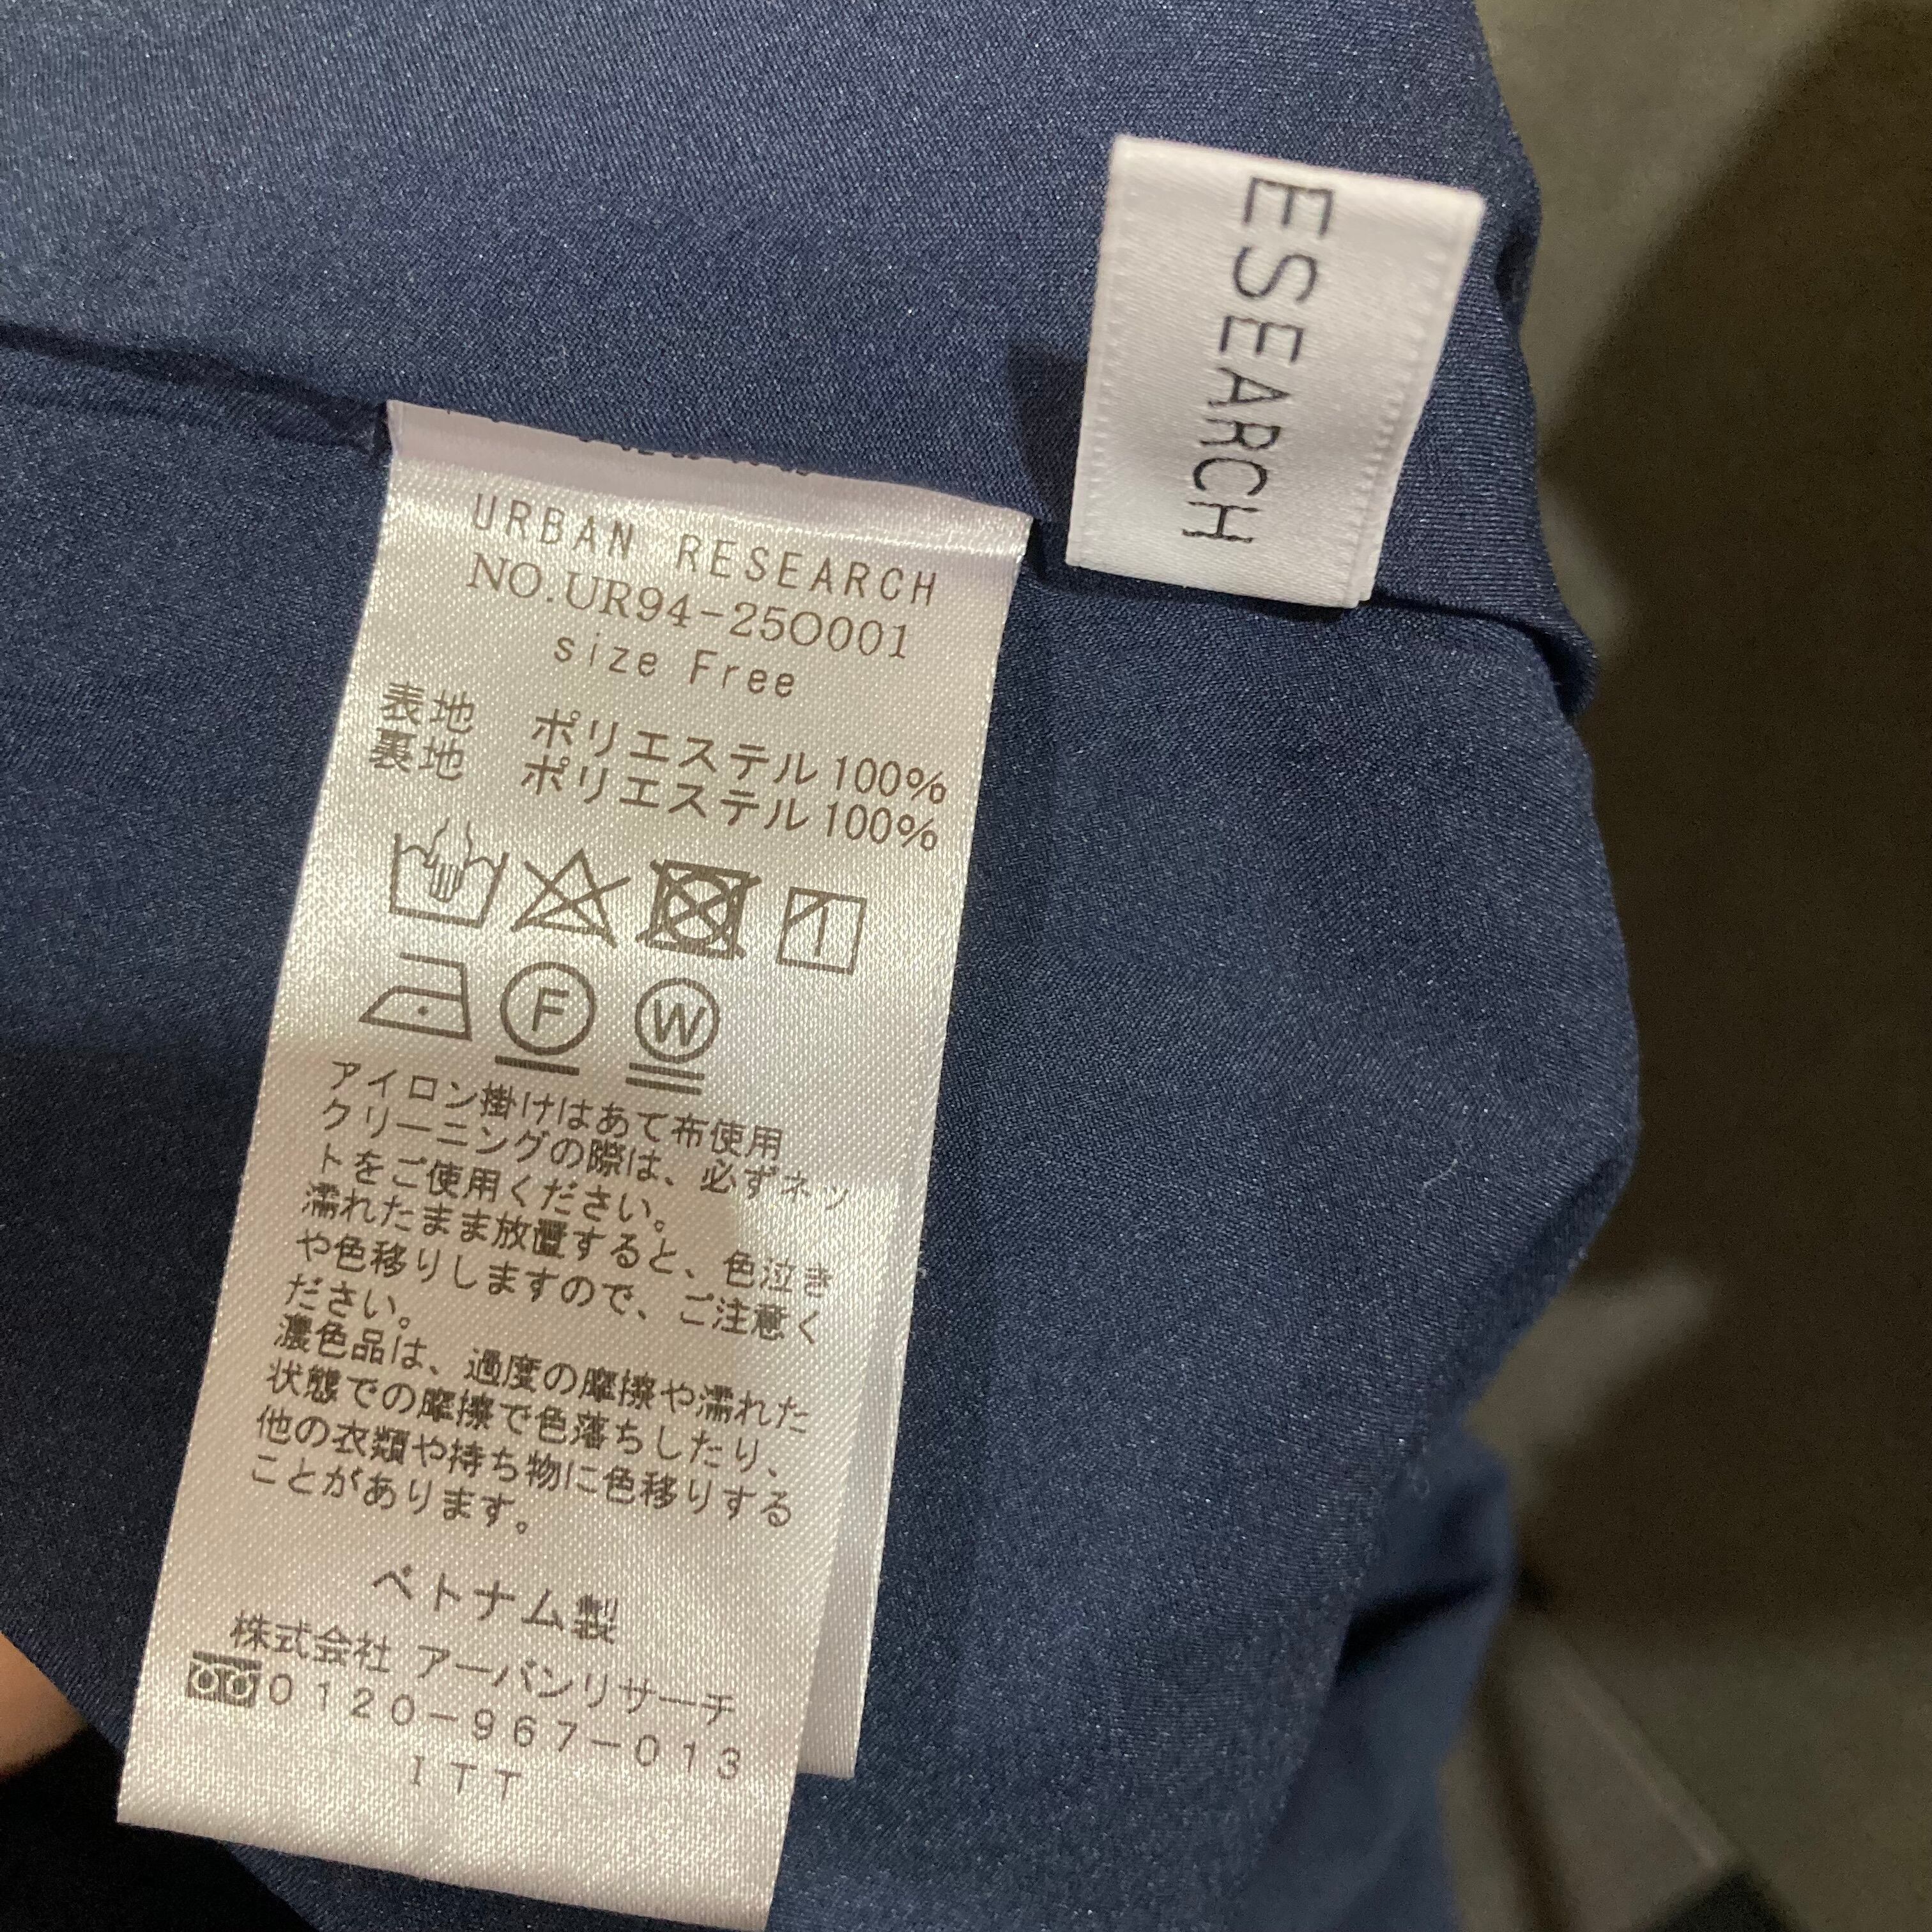 URBAN RESEARCH
NO.UR94-25O001
size Free
表地 ポリエステル100%
裏地 ポリエステル100%
F W
アイロン掛けはあて布使用
クリーニングの際は、必ずネッ
トをご使用ください。
濡れたまま放置すると、色泣き
や色移りしますので、ご注意く
ださい。
濃色品は、過度の摩擦や濡れた
状態での摩擦で色落ちしたり、
他の衣類や持ち物に色移りする
ことがあります。
ベトナム製
株式会社 アーバンリサーチ
0120-967-013
ITT
ESEARCH